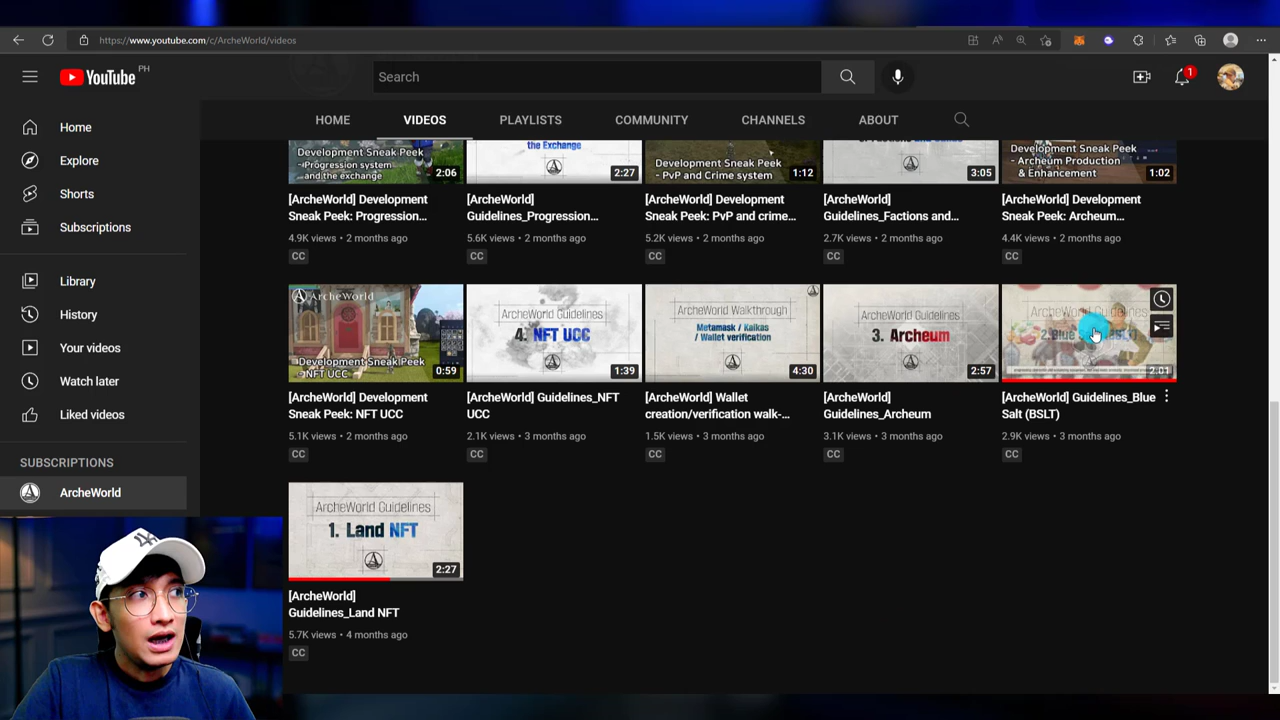 https://www.youtube.com/c/ArcheWorld/videos
YouTube PH
Search
1
HOME
VIDEOS
PLAYLISTS
COMMUNITY
CHANNELS
ABOUT
Home
Explore
Shorts
Subscriptions
Library
History
Your videos
Watch later
Liked videos
SUBSCRIPTIONS
ArcheWorld
Development Sneak Peek
- Progression system
and the exchange
2:06
the Exchange
2:27
Development Sneak Peek
- PvP and Crime system
1:12
3:05
Development Sneak Peek
- Archeum Production
& Enhancement
1:02
[ArcheWorld] Development
Sneak Peek: Progression...
4.9K views • 2 months ago
CC
[ArcheWorld]
Guidelines_Progression...
5.6K views • 2 months ago
CC
[ArcheWorld] Development
Sneak Peek: PvP and crime...
5.2K views • 2 months ago
CC
[ArcheWorld]
Guidelines_Factions and...
2.7K views • 2 months ago
CC
[ArcheWorld] Development
Sneak Peek: Archeum...
4.4K views • 2 months ago
CC
ArcheWorld
Development Sneak Peek
- NFT UCC
0:59
ArcheWorld Guidelines
4. NFT UCC
1:39
ArcheWorld Walkthrough
Metamask / Kaikas
/ Wallet verification
4:30
ArcheWorld Guidelines
3. Archeum
2:57
ArcheWorld Guidelines
2:01
[ArcheWorld] Development
Sneak Peek: NFT UCC
5.1K views • 2 months ago
CC
[ArcheWorld] Guidelines_NFT
UCC
2.1K views • 3 months ago
CC
[ArcheWorld] Wallet
creation/verification walk-...
1.5K views • 3 months ago
CC
[ArcheWorld]
Guidelines_Archeum
3.1K views • 3 months ago
CC
[ArcheWorld] Guidelines_Blue
Salt (BSLT)
2.9K views • 3 months ago
CC
ArcheWorld Guidelines
1. Land NFT
2:27
[ArcheWorld]
Guidelines_Land NFT
5.7K views • 4 months ago
CC